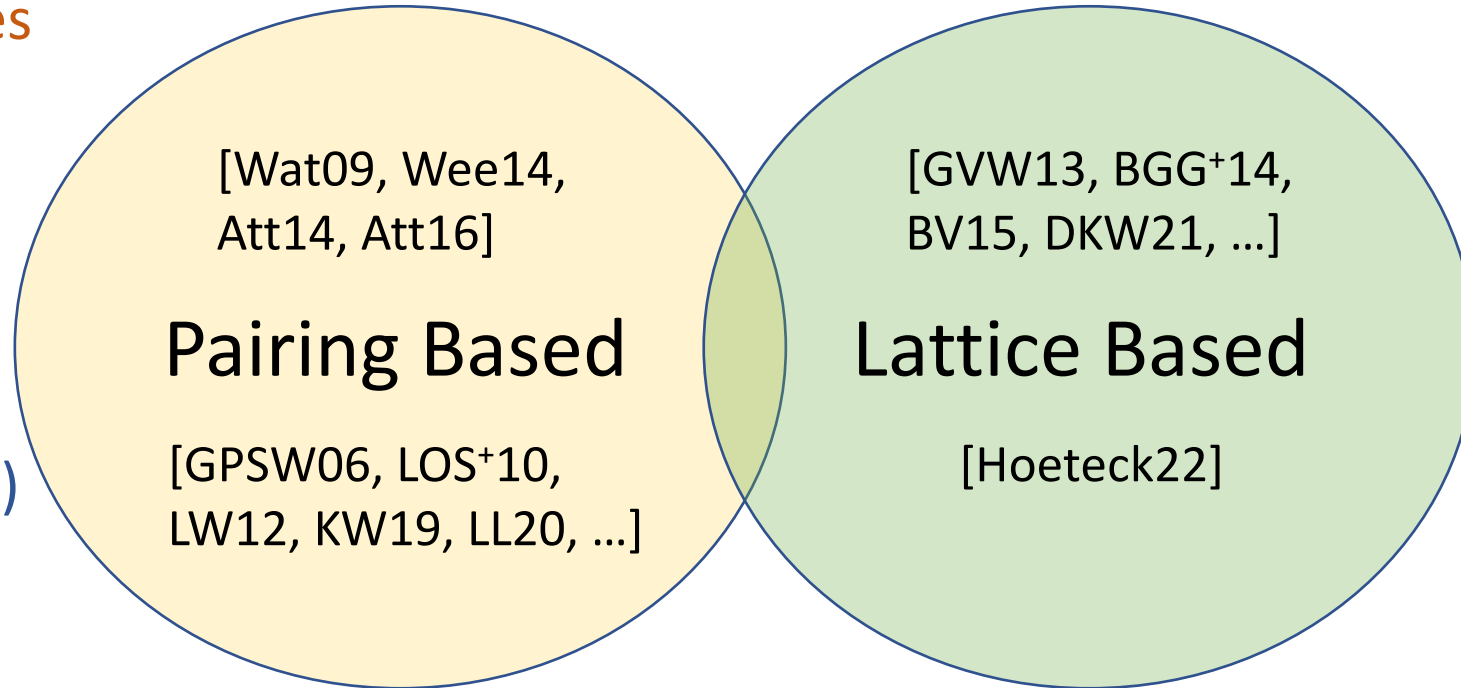 es
[Wat09, Wee14,
Att14, Att16]
[GVW13, BGG⁺14,
BV15, DKW21, …]
Pairing Based
Lattice Based
)
[GPSW06, LOS⁺10,
LW12, KW19, LL20, …]
[Hoeteck22]